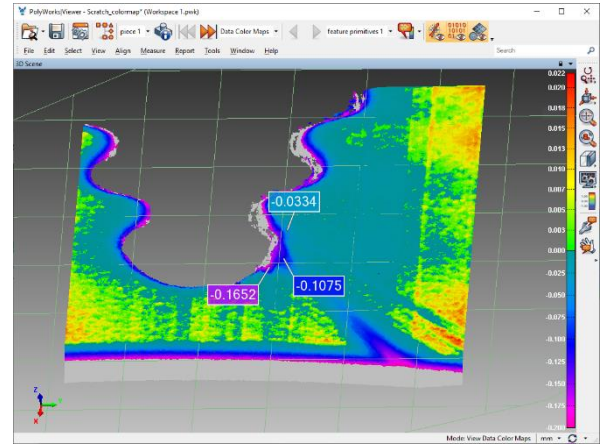 PolyWorks|Viewer - Scratch_colormap* (Workspace 1.pwk)
piece 1
Data Color Maps
feature primitives 1
File Edit Select View Align Measure Report Tools Window Help
Search
3D Scene
0.022
0.020
0.018
0.015
0.013
0.010
0.007
0.005
0.003
0.000
-0.025
-0.050
-0.075
-0.100
-0.125
-0.150
-0.175
-0.200
-0.0334
-0.1075
-0.1652
Z
Y
X
Mode: View Data Color Maps mm